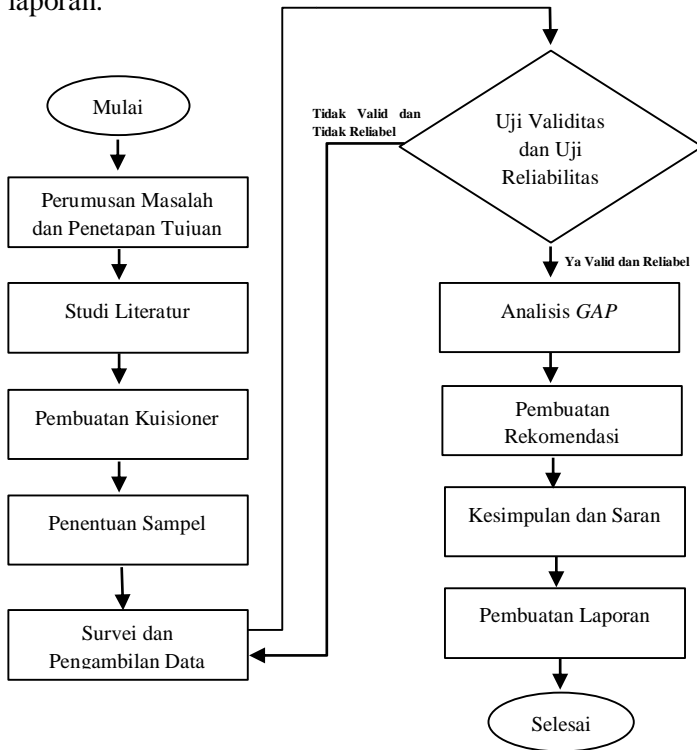 laporan.
Mulai
Perumusan Masalah
dan Penetapan Tujuan
Studi Literatur
Pembuatan Kuisioner
Penentuan Sampel
Survei dan
Pengambilan Data
Tidak Valid dan
Tidak Reliabel
Uji Validitas
dan Uji
Reliabilitas
Ya Valid dan Reliabel
Analisis GAP
Pembuatan
Rekomendasi
Kesimpulan dan Saran
Pembuatan Laporan
Selesai